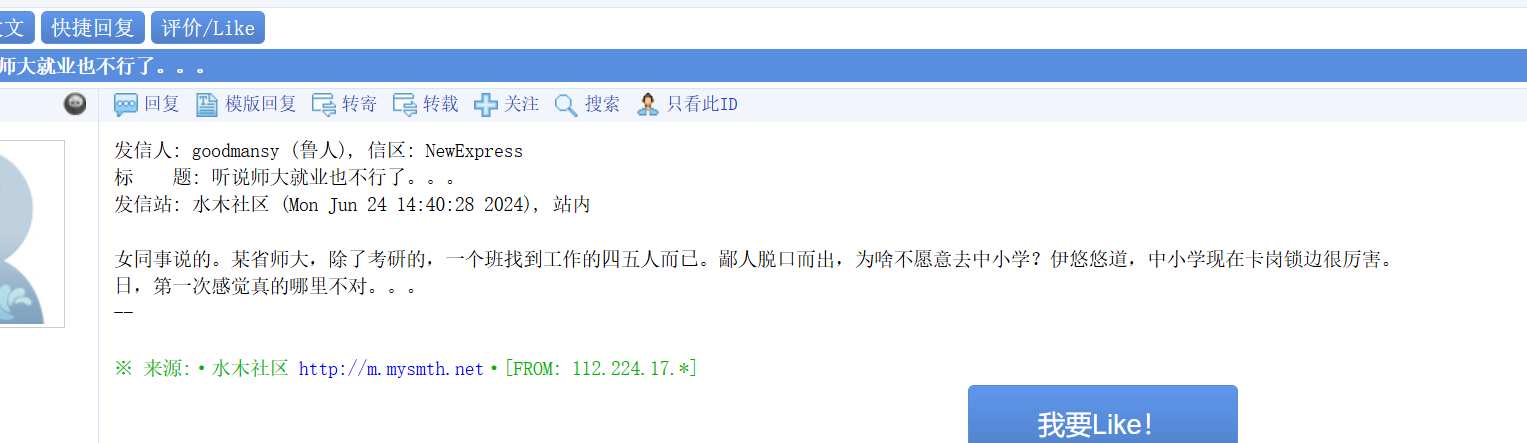 文 快捷回复 评价/Like
师大就业也不行了。。。
回复 模版回复 转寄 转载 关注 搜索 只看此ID
发信人: goodmansy (鲁人), 信区: NewExpress
标　　题: 听说师大就业也不行了。。。
发信站: 水木社区 (Mon Jun 24 14:40:28 2024), 站内
女同事说的。某省师大，除了考研的，一个班找到工作的四五人而已。鄙人脱口而出，为啥不愿意去中小学？伊悠悠道，中小学现在卡岗锁边很厉害。
日，第一次感觉真的哪里不对。。。
--
※ 来源:·水木社区 http://m.mysmth.net·[FROM: 112.224.17.*]
我要Like!